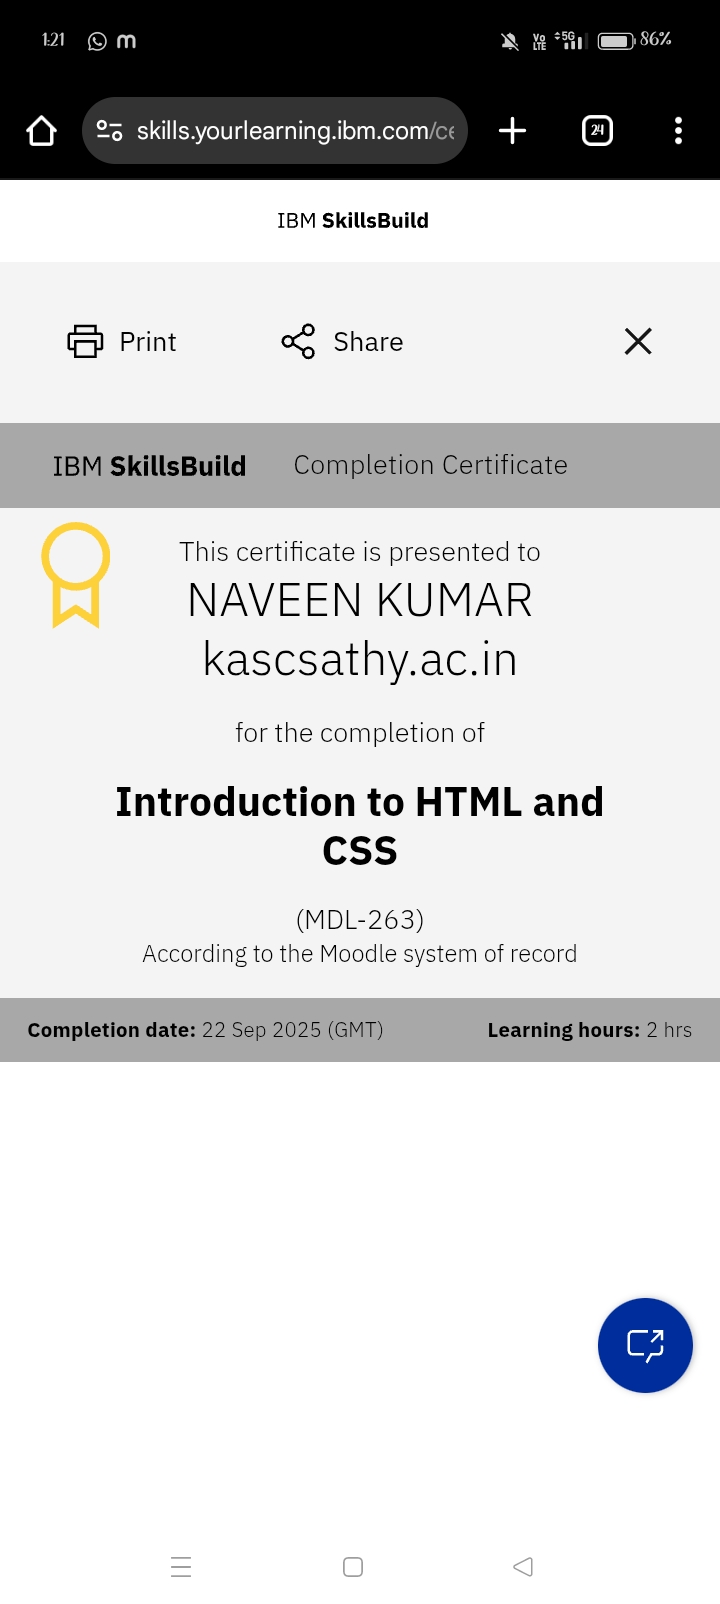 1:21 86%
skills.yourlearning.ibm.com/ce 24
IBM SkillsBuild
Print Share
IBM SkillsBuild Completion Certificate
This certificate is presented to
NAVEEN KUMAR
kascsathy.ac.in
for the completion of
Introduction to HTML and
CSS
(MDL-263)
According to the Moodle system of record
Completion date: 22 Sep 2025 (GMT) Learning hours: 2 hrs